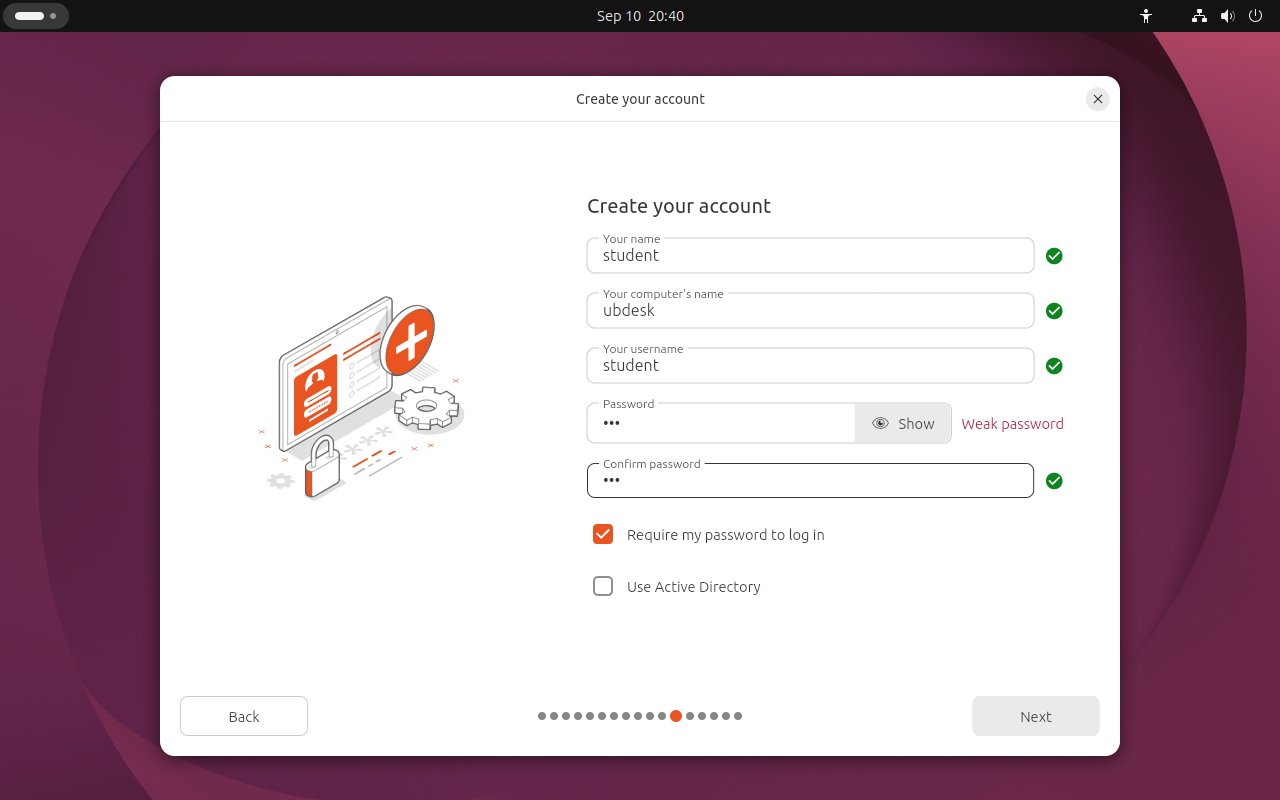 Sep 10 20:40
Create your account
Create your account
Your name
student
Your computer's name
ubdesk
Your username
student
Password
•••
Show
Weak password
Confirm password
•••
Require my password to log in
Use Active Directory
Back
Next